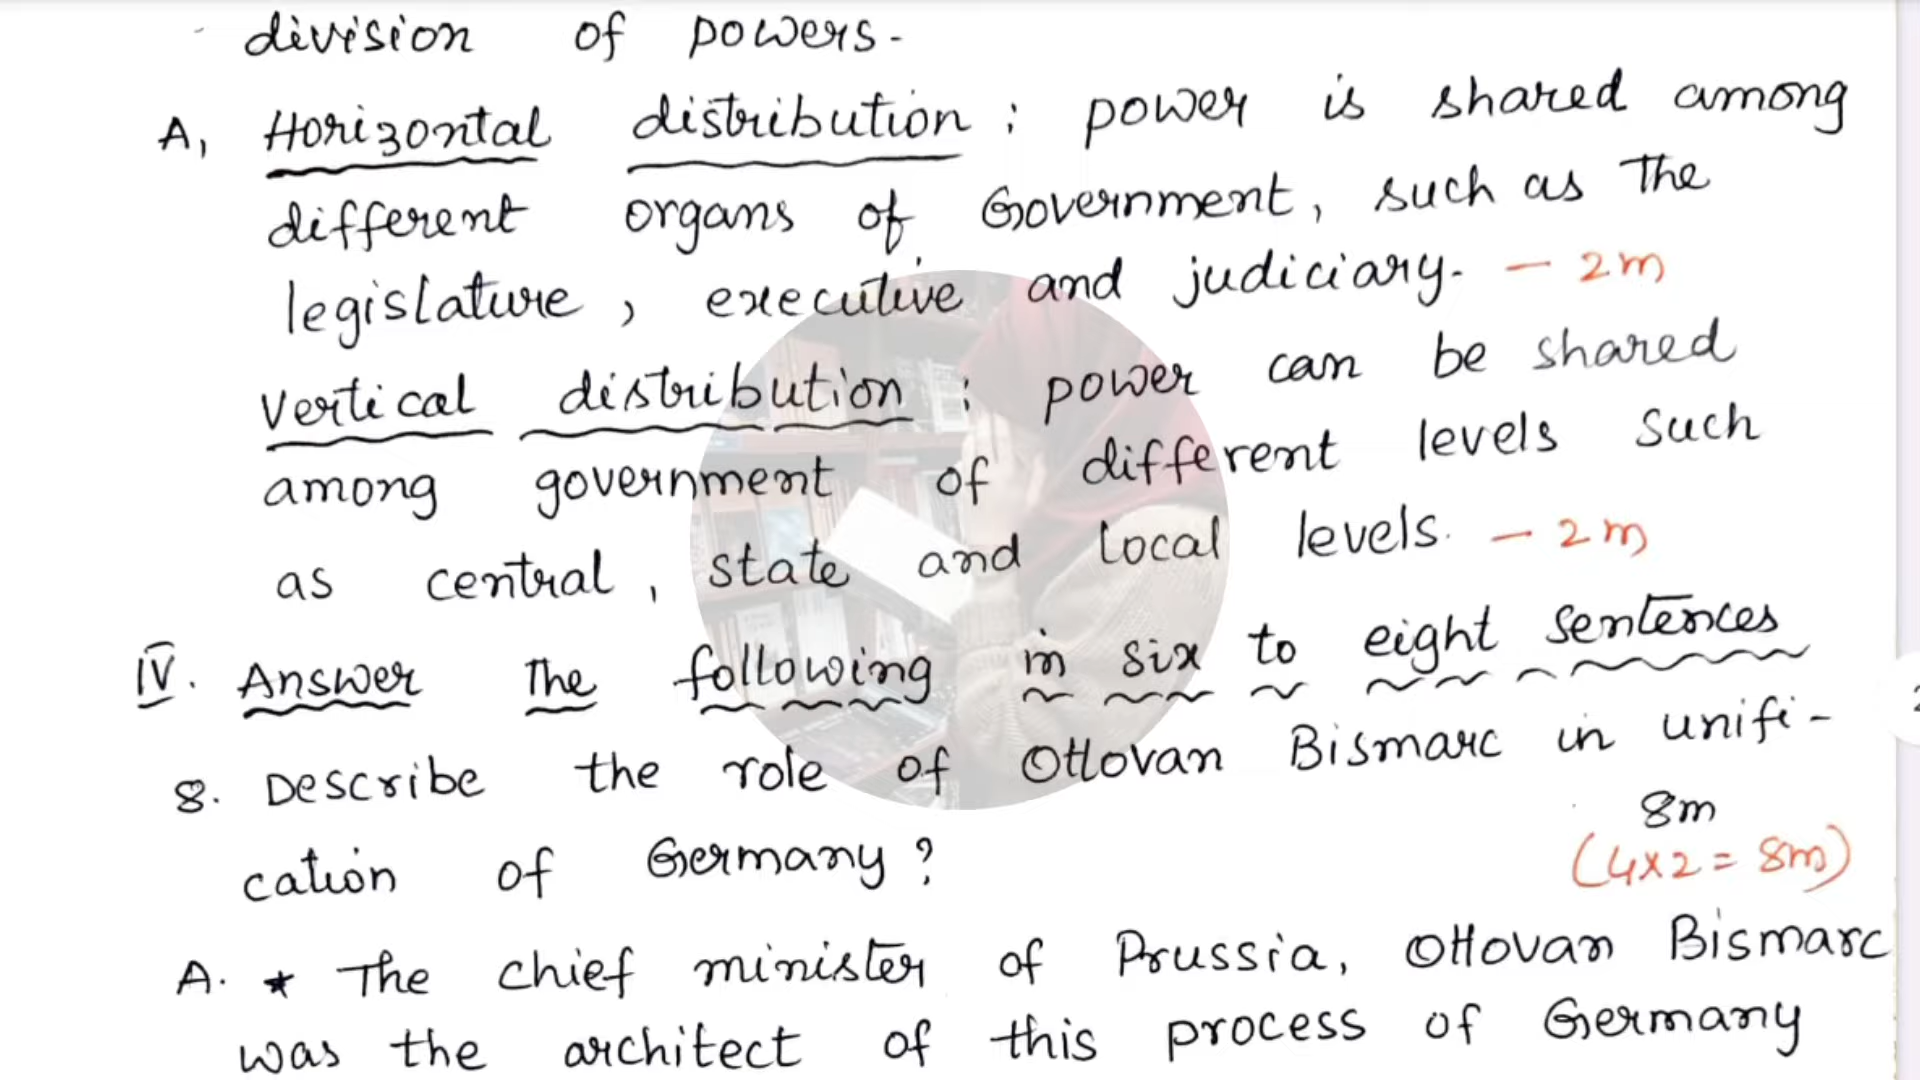 division of powers.
A, Horizontal distribution : power is shared among
different organs of Government, such as the
legislature, executive and judiciary. - 2m
Vertical distribution : power can be shared
among government of different levels such
as central, state and local levels. - 2m
IV. Answer the following in six to eight sentences
8. Describe the role of Ottovan Bismarc in unifi-
cation of Germany ?
8m
(4x2 = 8m)
A. * The chief minister of Prussia, Ottovan Bismarc
was the architect of this process of Germany